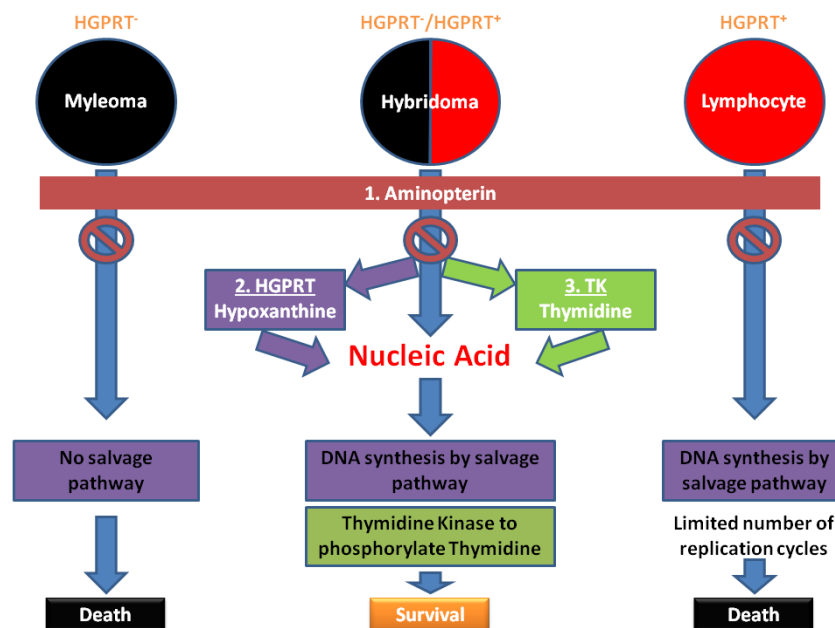 HGPRT⁻
HGPRT⁻/HGPRT⁺
HGPRT⁺
Myleoma
Hybridoma
Lymphocyte
1. Aminopterin
2. HGPRT
Hypoxanthine
3. TK
Thymidine
Nucleic Acid
No salvage
pathway
DNA synthesis by salvage
pathway
Thymidine Kinase to
phosphorylate Thymidine
DNA synthesis by
salvage pathway
Limited number of
replication cycles
Death
Survival
Death